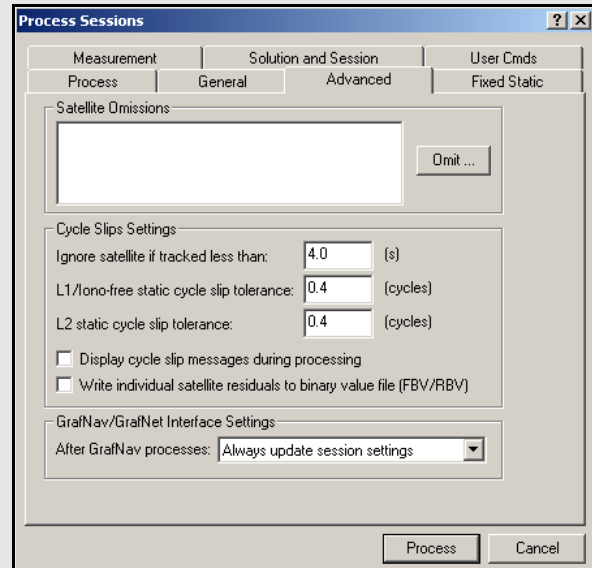 Process Sessions
Measurement Solution and Session User Cmds
Process General Advanced Fixed Static
Satellite Omissions
Omit ...
Cycle Slips Settings
Ignore satellite if tracked less than: 4.0 (s)
L1/Iono-free static cycle slip tolerance: 0.4 (cycles)
L2 static cycle slip tolerance: 0.4 (cycles)
Display cycle slip messages during processing
Write individual satellite residuals to binary value file (FBV/RBV)
GrafNav/GrafNet Interface Settings
After GrafNav processes: Always update session settings
Process Cancel